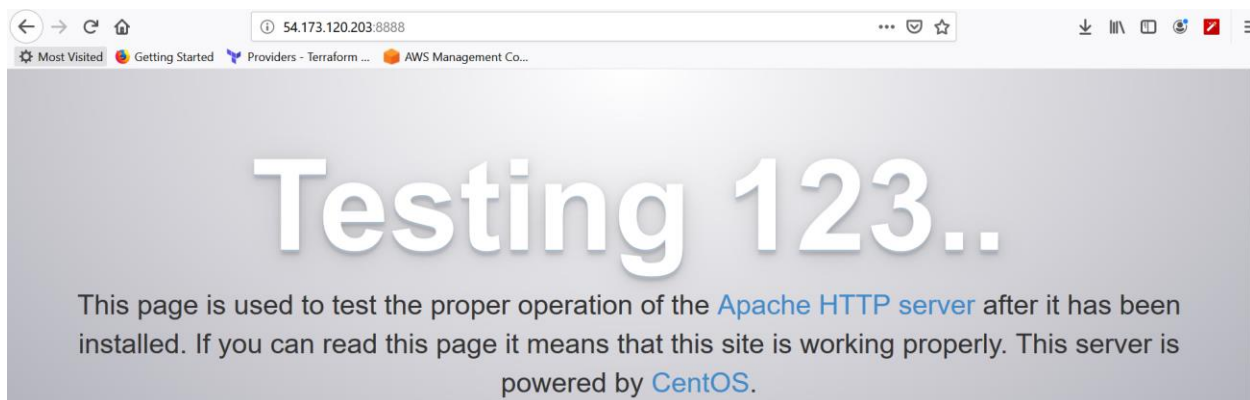 54.173.120.203:8888
Most Visited Getting Started Providers - Terraform ... AWS Management Co...
Testing 123..
This page is used to test the proper operation of the Apache HTTP server after it has been
installed. If you can read this page it means that this site is working properly. This server is
powered by CentOS.